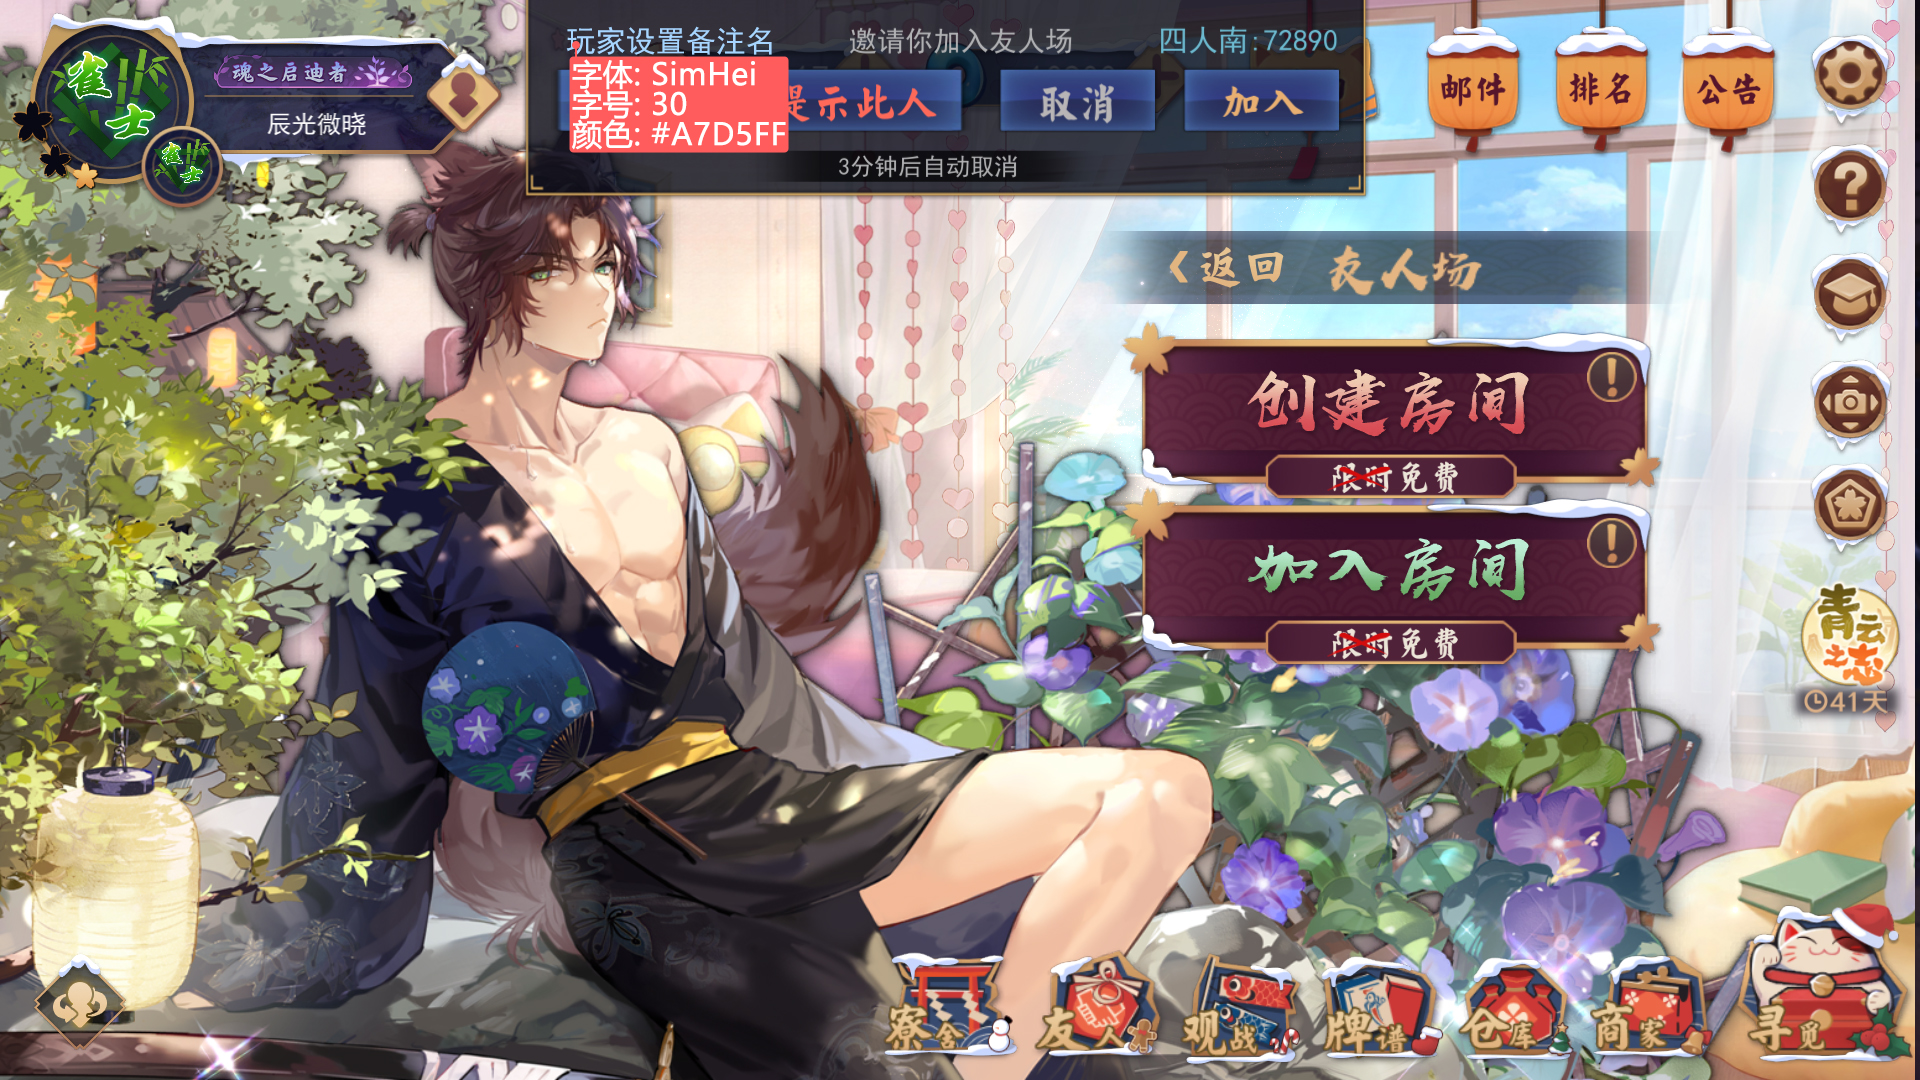 玩家设置备注名
邀请你加入友人场
四人南:72890
字体: SimHei
字号: 30
颜色: #A7D5FF
提示此人
取消
加入
3分钟后自动取消
雀士
魂之启迪者
辰光微晓
雀士
邮件
排名
公告
返回
友人场
创建房间
限时免费
加入房间
限时免费
青云之志
41天
寮舍
友人
观战
牌谱
仓库
商家
寻觅